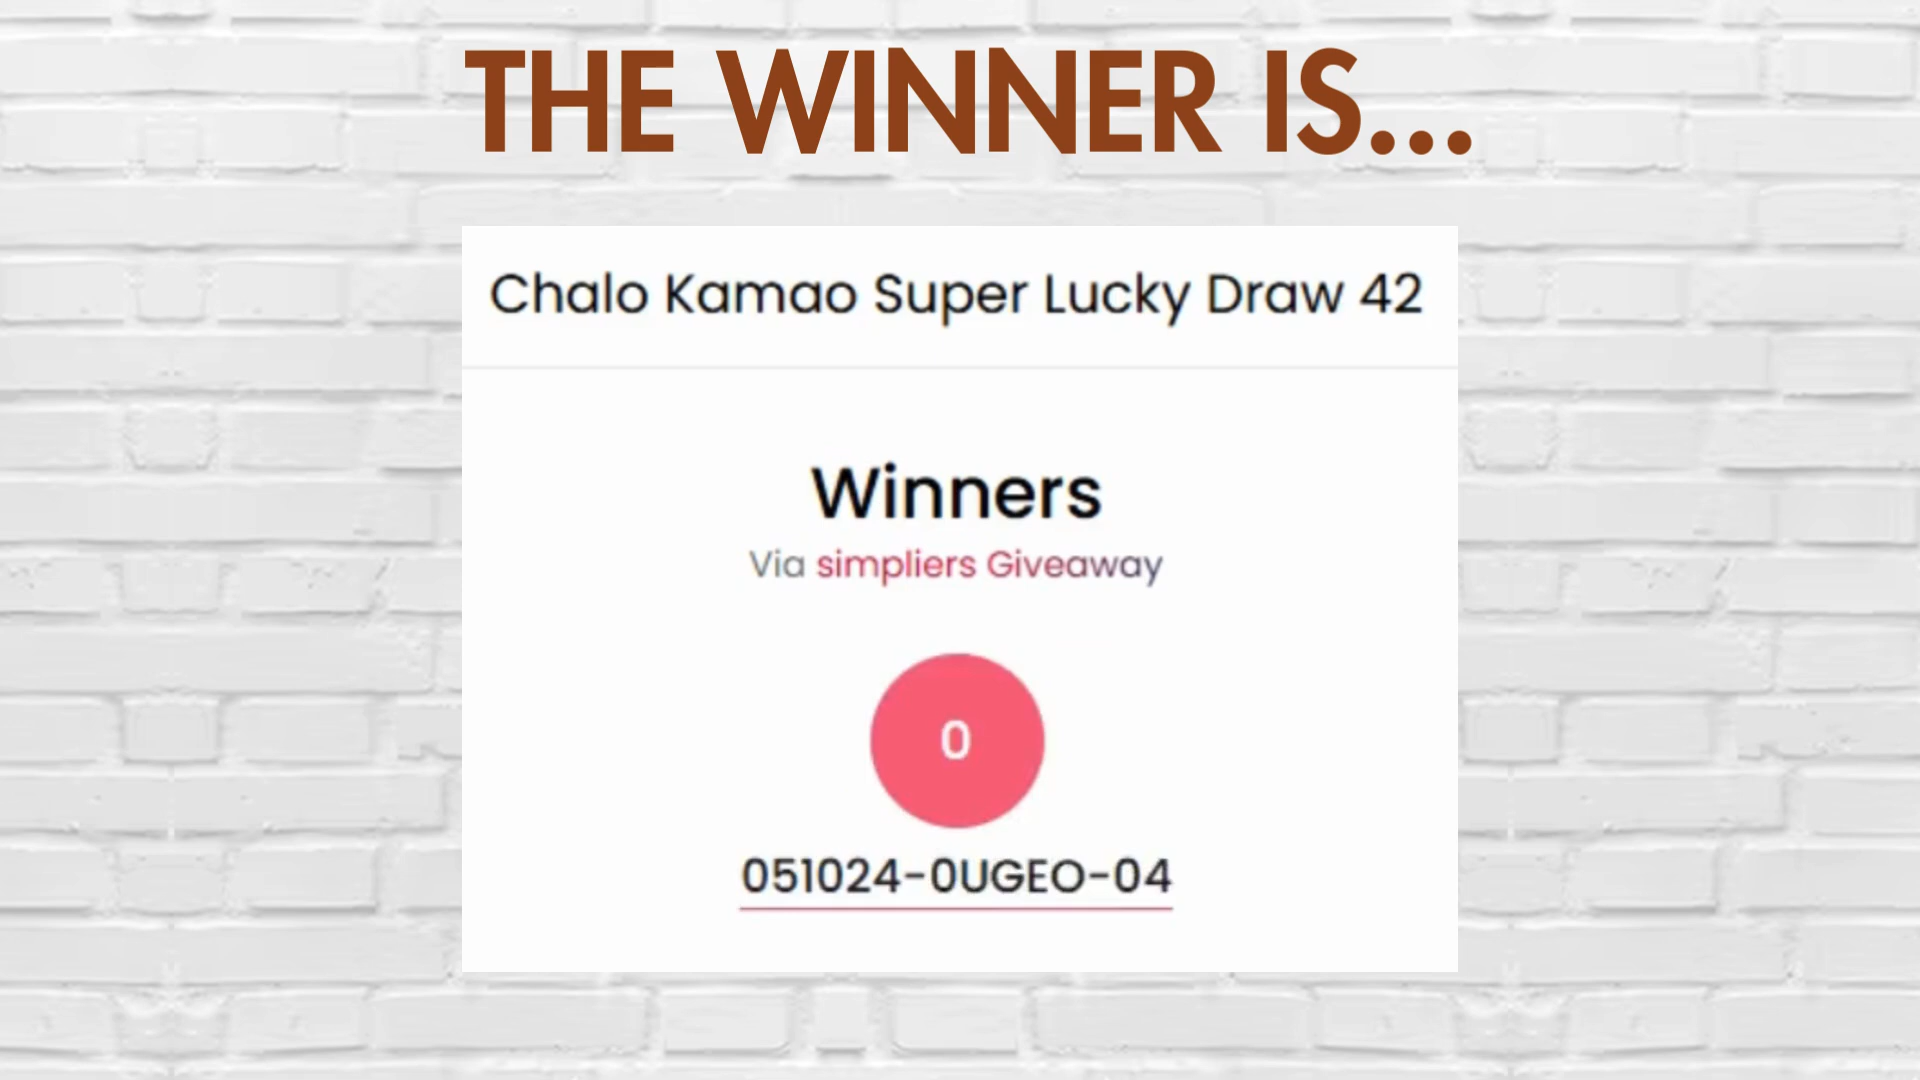 THE WINNER IS...
Chalo Kamao Super Lucky Draw 42
Winners
Via simpliers Giveaway
0
051024-0UGEO-04